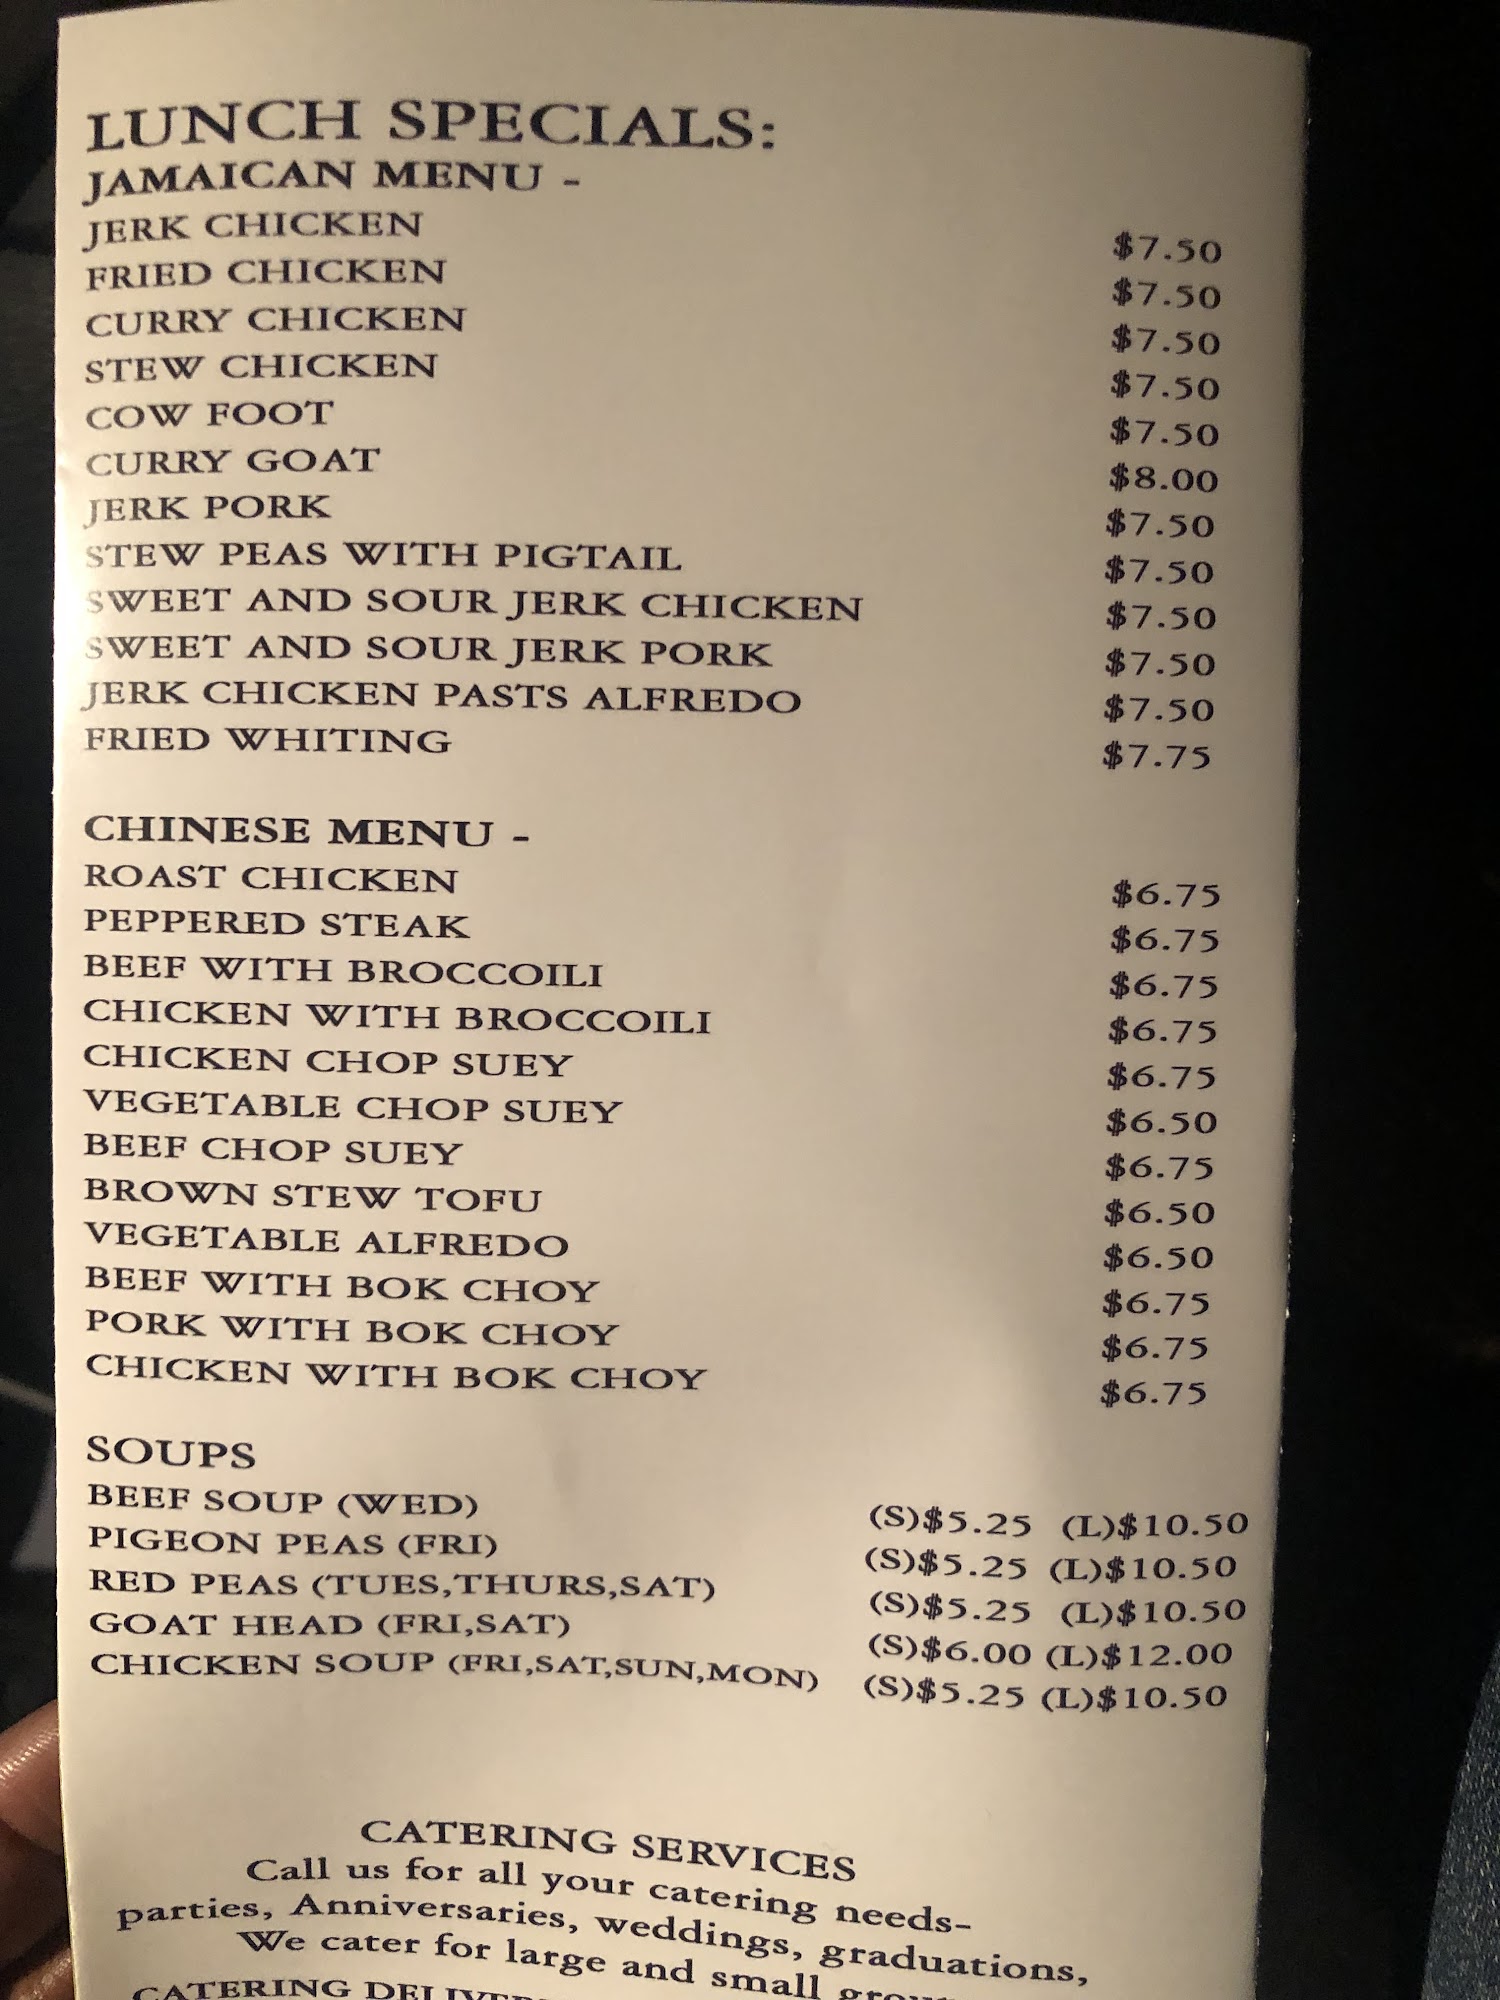 LUNCH SPECIALS:
JAMAICAN MENU -
JERK CHICKEN $7.50
FRIED CHICKEN $7.50
CURRY CHICKEN $7.50
STEW CHICKEN $7.50
COW FOOT $7.50
CURRY GOAT $8.00
JERK PORK $7.50
STEW PEAS WITH PIGTAIL $7.50
SWEET AND SOUR JERK CHICKEN $7.50
SWEET AND SOUR JERK PORK $7.50
JERK CHICKEN PASTS ALFREDO $7.50
FRIED WHITING $7.75
CHINESE MENU -
ROAST CHICKEN $6.75
PEPPERED STEAK $6.75
BEEF WITH BROCCOILI $6.75
CHICKEN WITH BROCCOILI $6.75
CHICKEN CHOP SUEY $6.75
VEGETABLE CHOP SUEY $6.50
BEEF CHOP SUEY $6.75
BROWN STEW TOFU $6.50
VEGETABLE ALFREDO $6.50
BEEF WITH BOK CHOY $6.75
PORK WITH BOK CHOY $6.75
CHICKEN WITH BOK CHOY $6.75
SOUPS
BEEF SOUP (WED) (S)$5.25 (L)$10.50
PIGEON PEAS (FRI) (S)$5.25 (L)$10.50
RED PEAS (TUES,THURS,SAT) (S)$5.25 (L)$10.50
GOAT HEAD (FRI,SAT) (S)$6.00 (L)$12.00
CHICKEN SOUP (FRI,SAT,SUN,MON) (S)$5.25 (L)$10.50
CATERING SERVICES
Call us for all your catering needs-
parties, Anniversaries, weddings, graduations,
We cater for large and small
CATERING